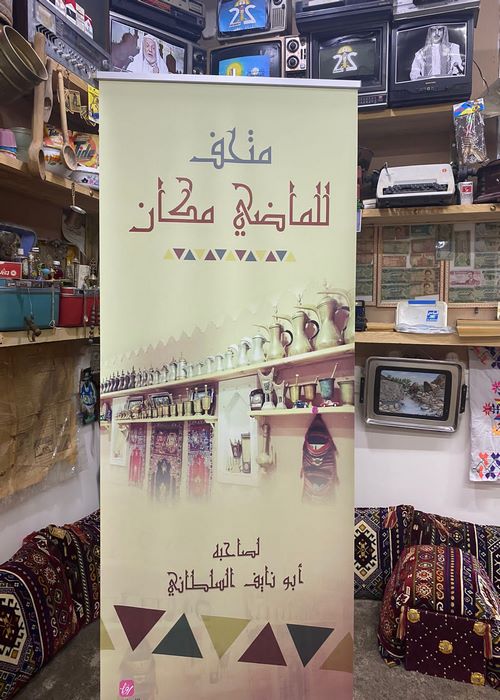 متحف
للماضي مكان
لصاحبه
أبو نايف السلطاني